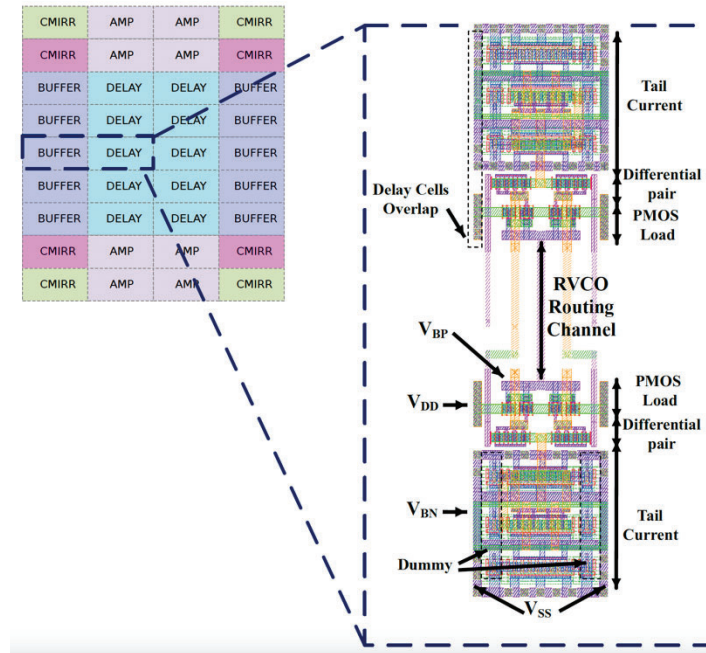 CMIRR AMP AMP CMIRR
CMIRR AMP AMP CMIRR
BUFFER DELAY DELAY BUFFER
BUFFER DELAY DELAY BUFFER
BUFFER DELAY DELAY BUFFER
BUFFER DELAY DELAY BUFFER
BUFFER DELAY DELAY BUFFER
CMIRR AMP AMP CMIRR
CMIRR AMP AMP CMIRR
Tail
Current
Differential
pair
PMOS
Load
Delay Cells
Overlap
RVCO
Routing
Channel
VBP
VDD
PMOS
Load
Differential
pair
VBN
Tail
Current
Dummy
VSS